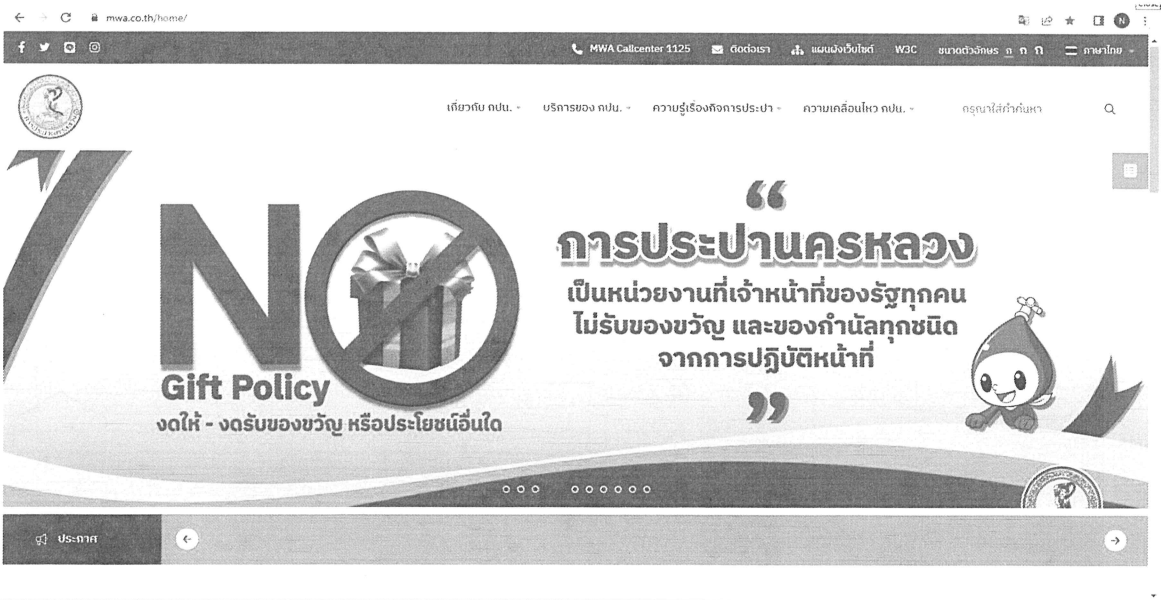 Close
mwa.co.th/home/
N
MWA Callcenter 1125 ติดต่อเรา แผนผังเว็บไซต์ W3C ขนาดตัวอักษร ก ก ก ภาษาไทย
เกี่ยวกับ กปน. บริการของ กปน. ความรู้เรื่องกิจการประปา ความเคลื่อนไหว กปน. กรุณาใส่คำค้นหา
NO
Gift Policy
งดให้ - งดรับของขวัญ หรือประโยชน์อื่นใด
“
การประปานครหลวง
เป็นหน่วยงานที่เจ้าหน้าที่ของรัฐทุกคน
ไม่รับของขวัญ และของกำนัลทุกชนิด
จากการปฏิบัติหน้าที่
”
ประกาศ